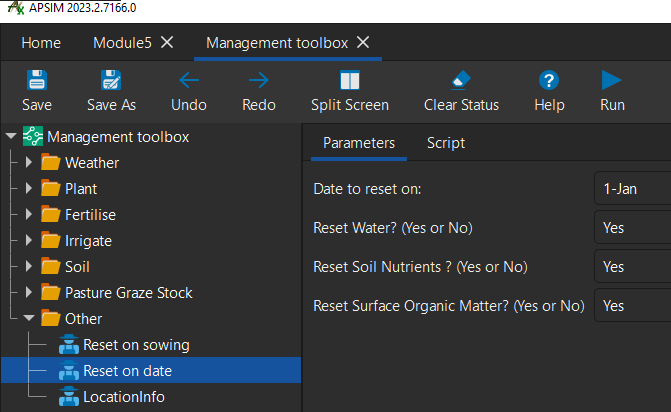 APSIM 2023.2.7166.0
Home Module5 Management toolbox
Save Save As Undo Redo Split Screen Clear Status Help Run
Management toolbox
Weather
Plant
Fertilise
Irrigate
Soil
Pasture Graze Stock
Other
Reset on sowing
Reset on date
LocationInfo
Parameters Script
Date to reset on: 1-Jan
Reset Water? (Yes or No) Yes
Reset Soil Nutrients ? (Yes or No) Yes
Reset Surface Organic Matter? (Yes or No) Yes